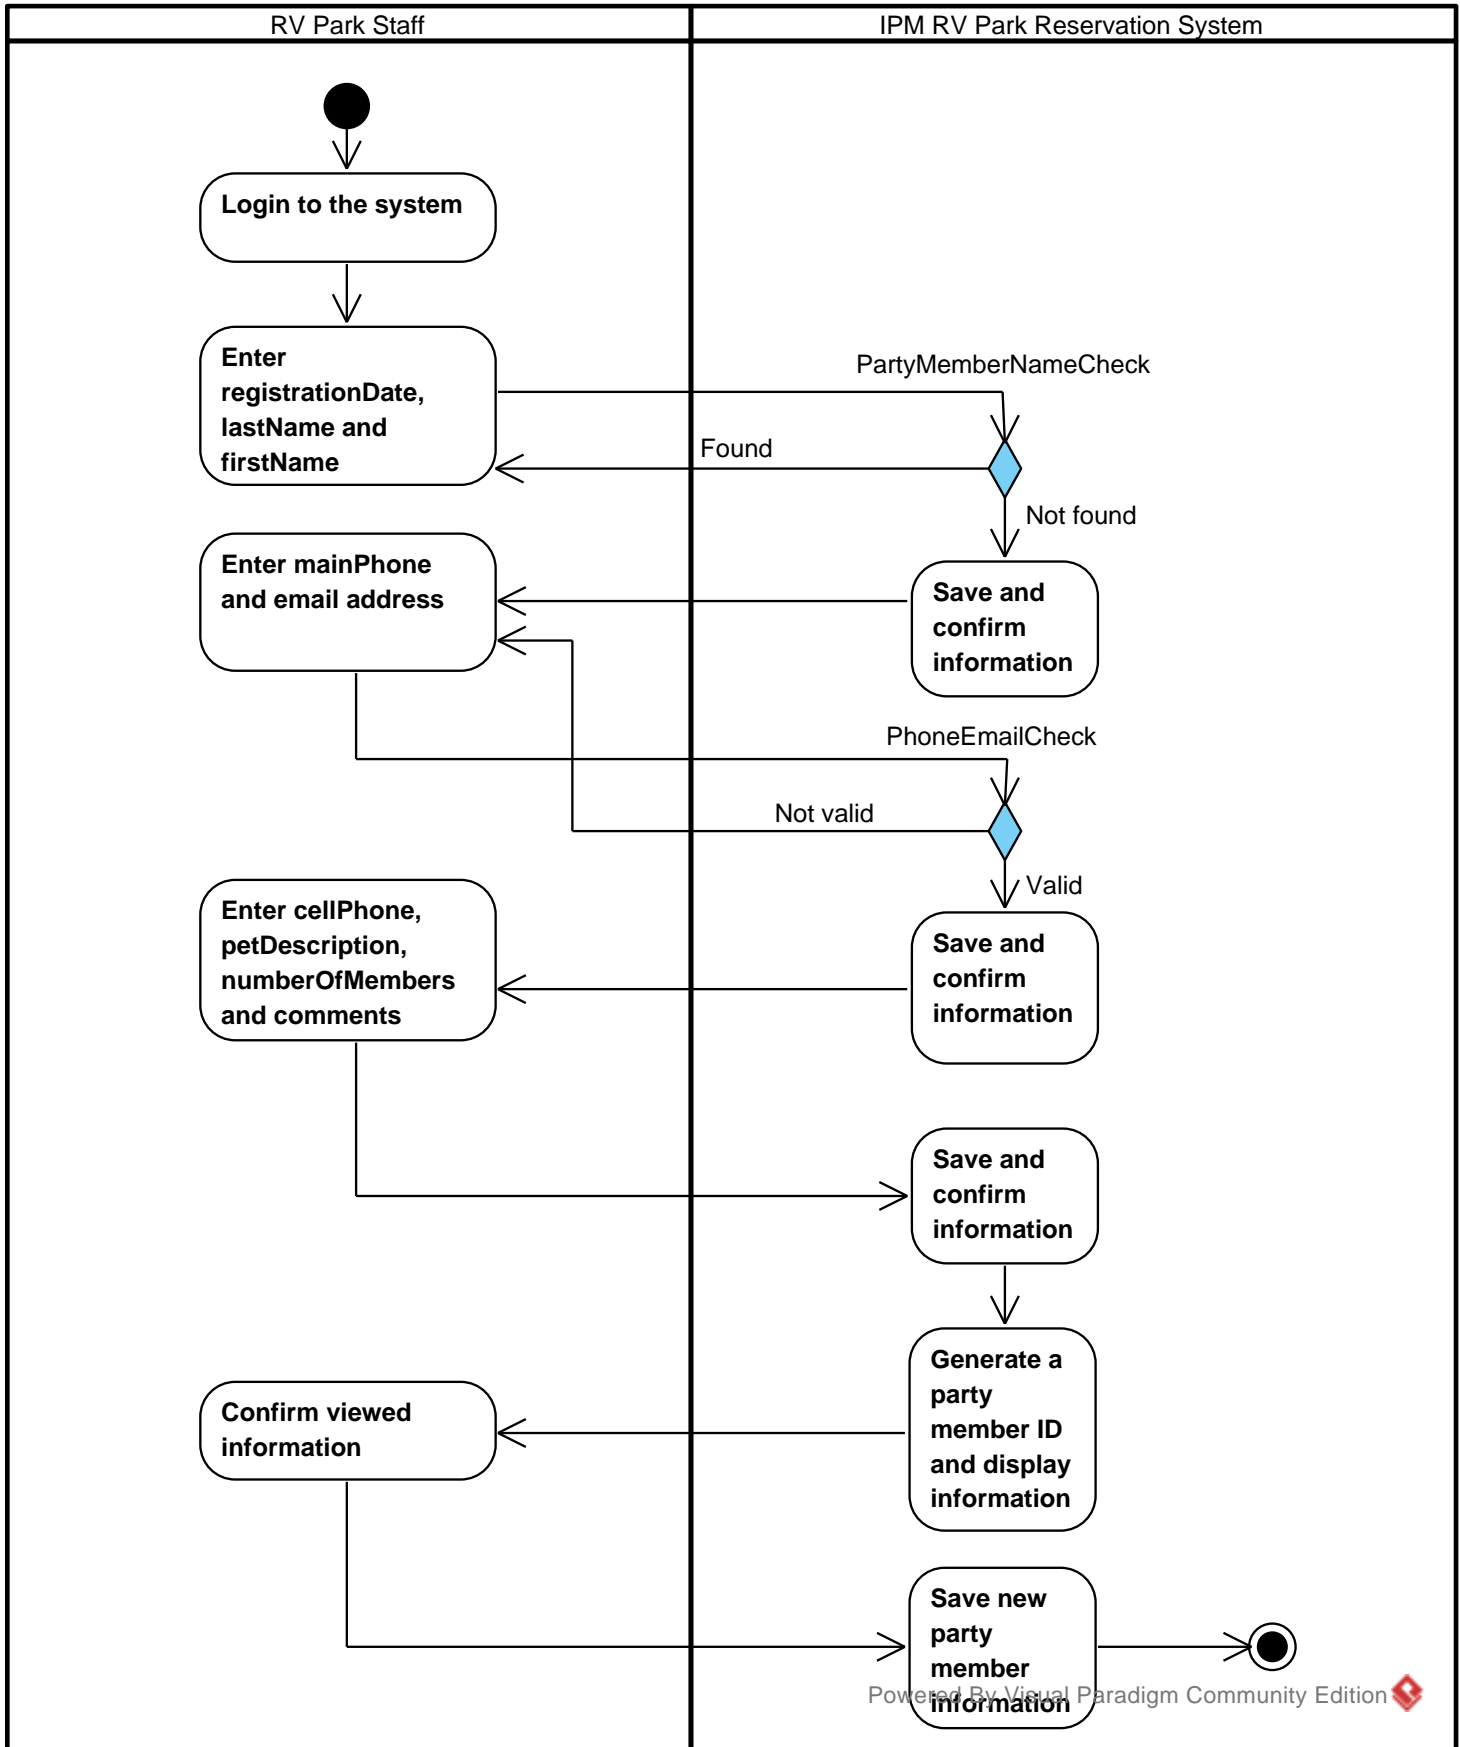 RV Park Staff
IPM RV Park Reservation System
Login to the system
Enter
registrationDate,
lastName and
firstName
PartyMemberNameCheck
Found
Not found
Enter mainPhone
and email address
Save and
confirm
information
PhoneEmailCheck
Not valid
Valid
Enter cellPhone,
petDescription,
numberOfMembers
and comments
Save and
confirm
information
Save and
confirm
information
Generate a
party
member ID
and display
information
Confirm viewed
information
Save new
party
member
information
Powered By Visual Paradigm Community Edition